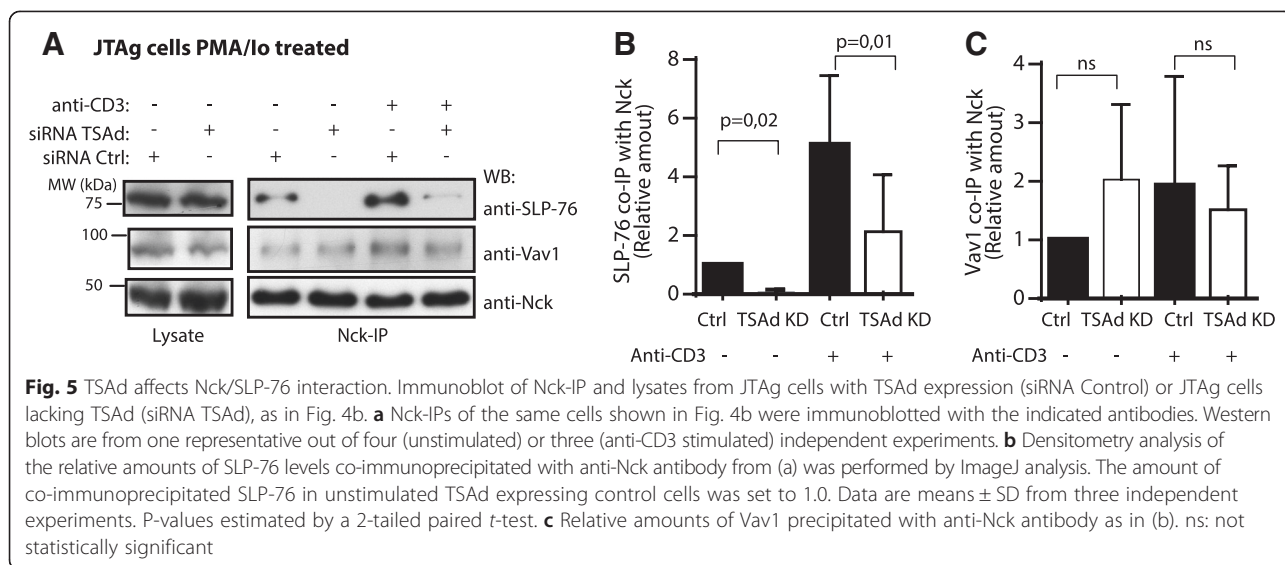 A JTAg cells PMA/Io treated
anti-CD3: - - - - + +
siRNA TSAd: - + - + - +
siRNA Ctrl: + - + - + -
MW (kDa)
75
100
50
WB:
anti-SLP-76
anti-Vav1
anti-Nck
Lysate Nck-IP
B
SLP-76 co-IP with Nck
(Relative amout)
8
6
4
2
0
p=0,02
p=0,01
Ctrl TSAd KD Ctrl TSAd KD
Anti-CD3 - - + +
C
Vav1 co-IP with Nck
(Relative amout)
4
3
2
1
0
ns
ns
Ctrl TSAd KD Ctrl TSAd KD
Anti-CD3 - - + +
Fig. 5 TSAd affects Nck/SLP-76 interaction. Immunoblot of Nck-IP and lysates from JTAg cells with TSAd expression (siRNA Control) or JTAg cells
lacking TSAd (siRNA TSAd), as in Fig. 4b. a Nck-IPs of the same cells shown in Fig. 4b were immunoblotted with the indicated antibodies. Western
blots are from one representative out of four (unstimulated) or three (anti-CD3 stimulated) independent experiments. b Densitometry analysis of
the relative amounts of SLP-76 levels co-immunoprecipitated with anti-Nck antibody from (a) was performed by ImageJ analysis. The amount of
co-immunoprecipitated SLP-76 in unstimulated TSAd expressing control cells was set to 1.0. Data are means ± SD from three independent
experiments. P-values estimated by a 2-tailed paired t-test. c Relative amounts of Vav1 precipitated with anti-Nck antibody as in (b). ns: not
statistically significant